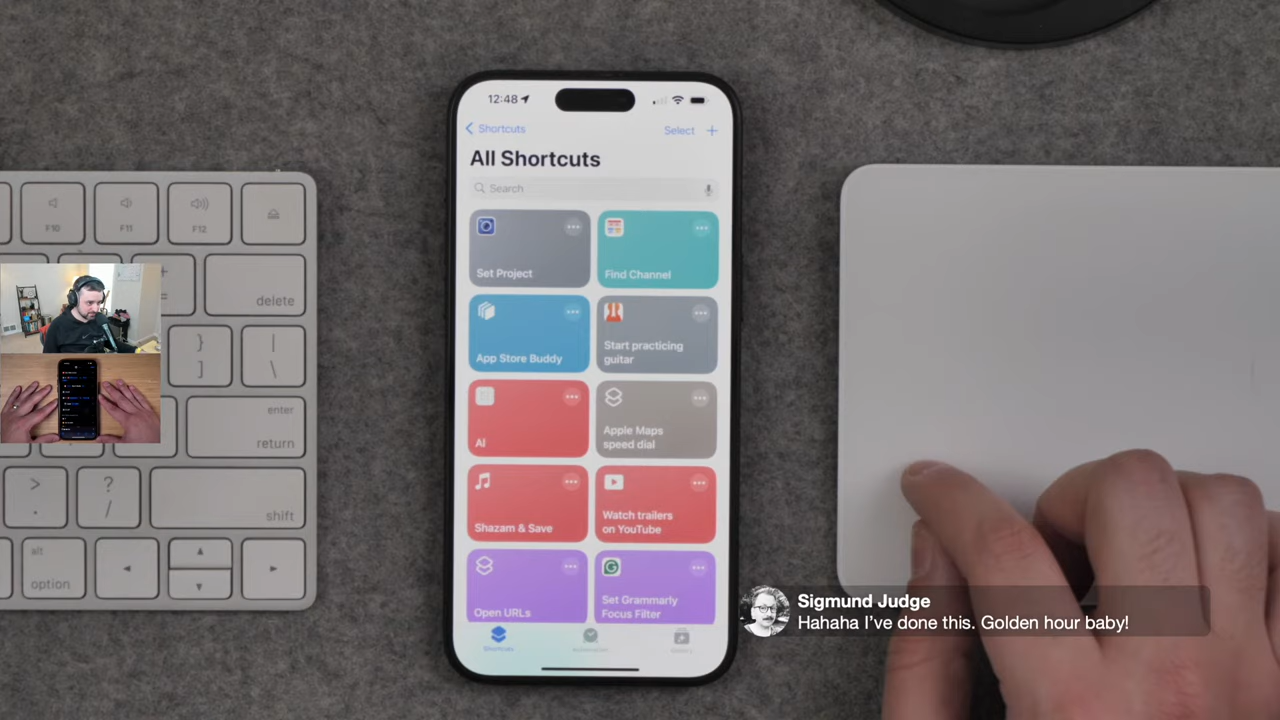 12:48
Shortcuts
Select +
All Shortcuts
Search
Set Project
Find Channel
App Store Buddy
Start practicing
guitar
AI
Apple Maps
speed dial
Shazam & Save
Watch trailers
on YouTube
Open URLs
Set Grammarly
Focus Filter
Shortcuts
F10
F11
F12
delete
}
]
|
\
enter
return
>
.
?
/
shift
alt
option
Sigmund Judge
Hahaha I've done this. Golden hour baby!